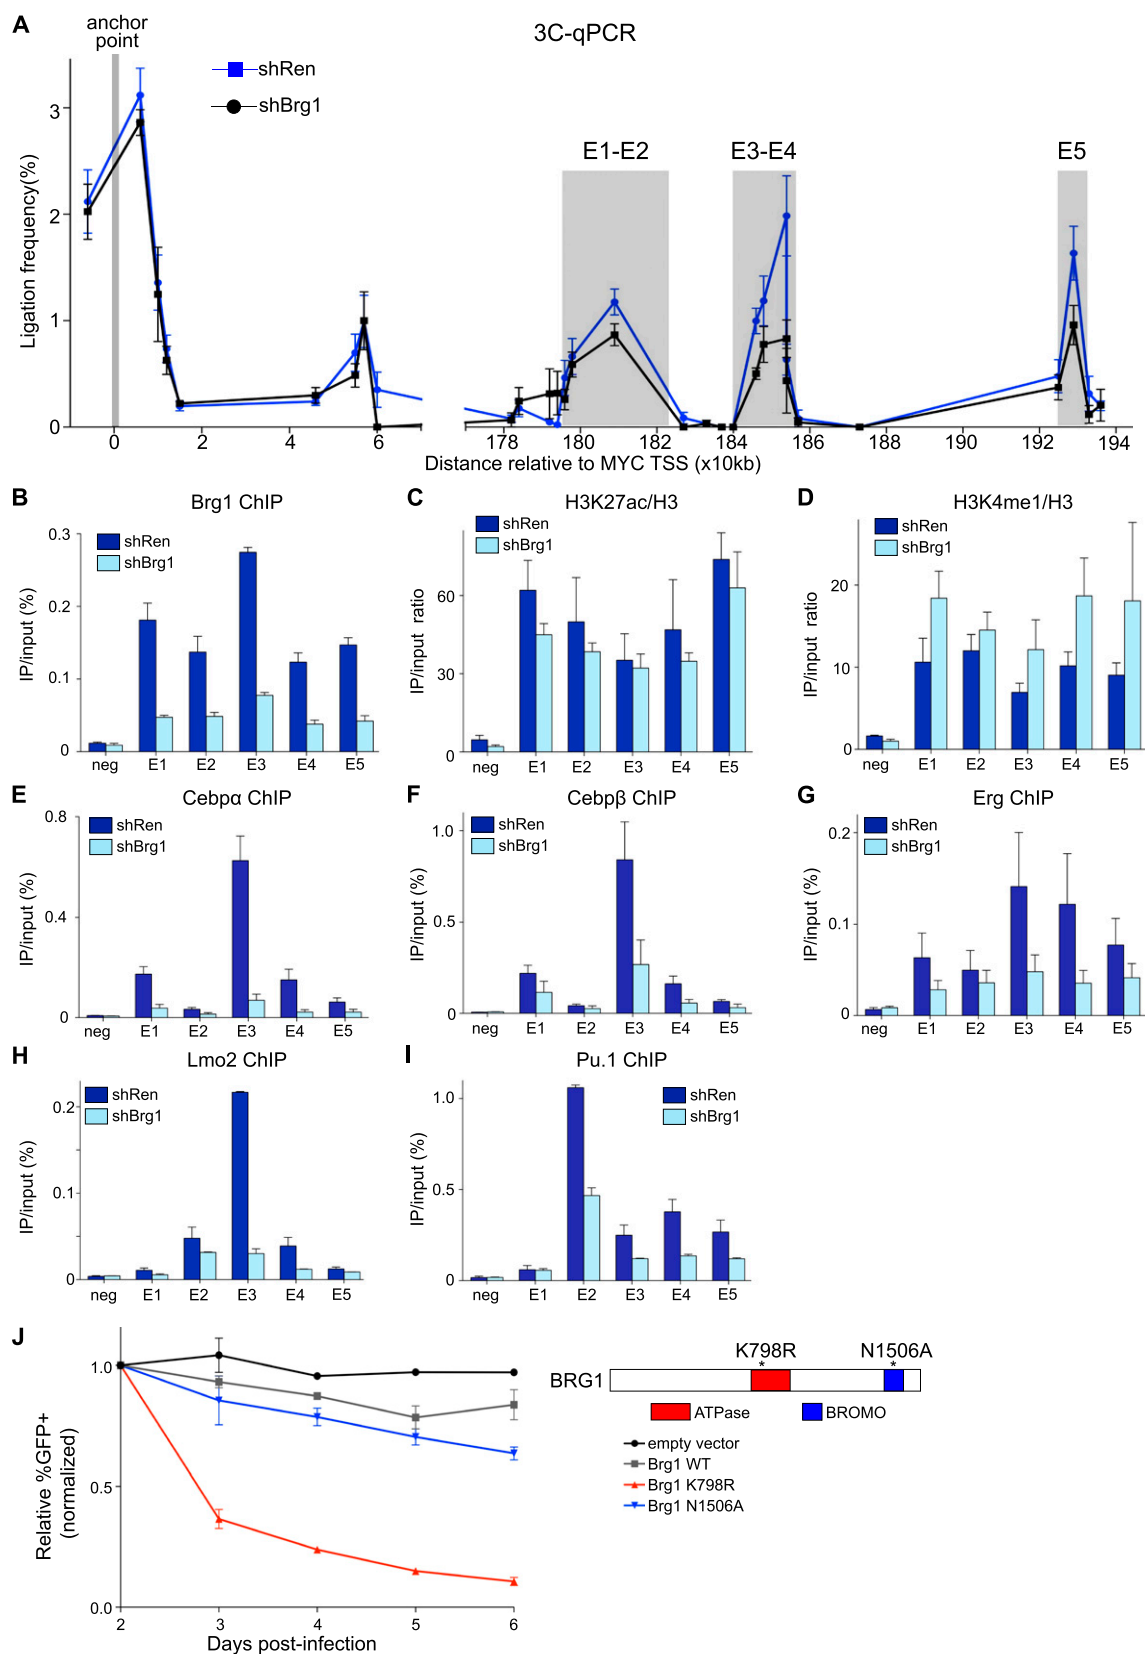 A
anchor
point
3C-qPCR
shRen
shBrg1
E1-E2
E3-E4
E5
Ligation frequency(%)
3
2
1
0
0 2 4 6 178 180 182 184 186 188 190 192 194
Distance relative to MYC TSS (x10kb)
B
Brg1 ChIP
shRen
shBrg1
IP/input (%)
0.3
0.2
0.1
0
neg E1 E2 E3 E4 E5
C
H3K27ac/H3
shRen
shBrg1
IP/input ratio
60
30
0
neg E1 E2 E3 E4 E5
D
H3K4me1/H3
shRen
shBrg1
IP/input ratio
20
10
0
neg E1 E2 E3 E4 E5
E
Cebpα ChIP
shRen
shBrg1
IP/input (%)
0.8
0.4
0
neg E1 E2 E3 E4 E5
F
Cebpβ ChIP
shRen
shBrg1
IP/input (%)
1.0
0.5
0
neg E1 E2 E3 E4 E5
G
Erg ChIP
shRen
shBrg1
IP/input (%)
0.2
0.1
0
neg E1 E2 E3 E4 E5
H
Lmo2 ChIP
shRen
shBrg1
IP/input (%)
0.2
0.1
0
neg E1 E2 E3 E4 E5
I
Pu.1 ChIP
shRen
shBrg1
IP/input (%)
1.0
0.5
0
neg E1 E2 E3 E4 E5
J
Relative %GFP+
(normalized)
1.0
0.5
0.0
2 3 4 5 6
Days post-infection
K798R N1506A
* *
BRG1
ATPase BROMO
empty vector
Brg1 WT
Brg1 K798R
Brg1 N1506A